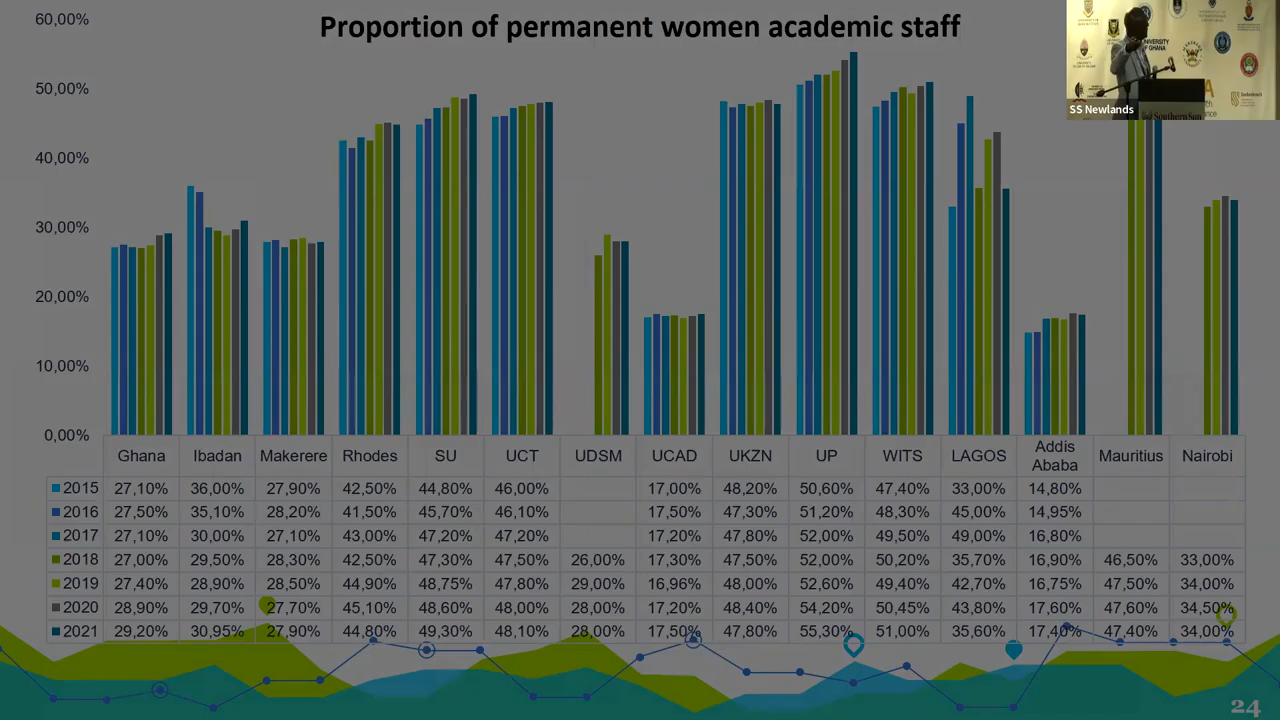 Proportion of permanent women academic staff
60,00%
50,00%
40,00%
30,00%
20,00%
10,00%
0,00%
SS Newlands
UNIVERSITY
OF GHANA
Southern Sun
Ghana Ibadan Makerere Rhodes SU UCT UDSM UCAD UKZN UP WITS LAGOS Addis Ababa Mauritius Nairobi
2015 27,10% 36,00% 27,90% 42,50% 44,80% 46,00% 17,00% 48,20% 50,60% 47,40% 33,00% 14,80%
2016 27,50% 35,10% 28,20% 41,50% 45,70% 46,10% 17,50% 47,30% 51,20% 48,30% 45,00% 14,95%
2017 27,10% 30,00% 27,10% 43,00% 47,20% 47,20% 17,20% 47,80% 52,00% 49,50% 49,00% 16,80%
2018 27,00% 29,50% 28,30% 42,50% 47,30% 47,50% 26,00% 17,30% 47,50% 52,00% 50,20% 35,70% 16,90% 46,50% 33,00%
2019 27,40% 28,90% 28,50% 44,90% 48,75% 47,80% 29,00% 16,96% 48,00% 52,60% 49,40% 42,70% 16,75% 47,50% 34,00%
2020 28,90% 29,70% 27,70% 45,10% 48,60% 48,00% 28,00% 17,20% 48,40% 54,20% 50,45% 43,80% 17,60% 47,60% 34,50%
2021 29,20% 30,95% 27,90% 44,80% 49,30% 48,10% 28,00% 17,50% 47,80% 55,30% 51,00% 35,60% 17,40% 47,40% 34,00%
24